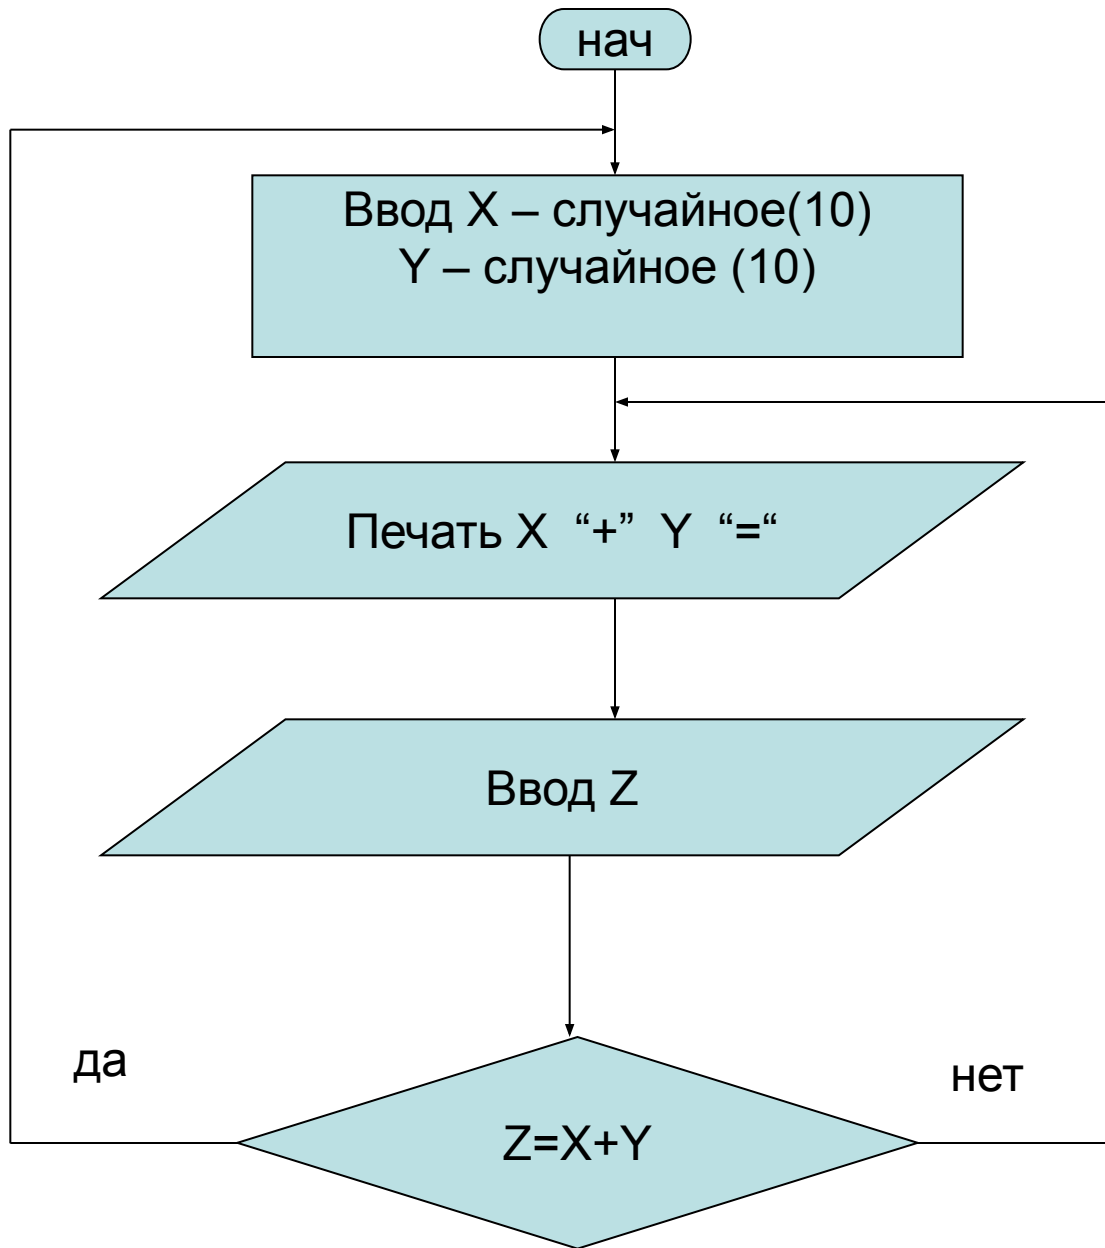 нач
Ввод X – случайное(10)
Y – случайное (10)
Печать X “+” Y “=“
Ввод Z
да
нет
Z=X+Y